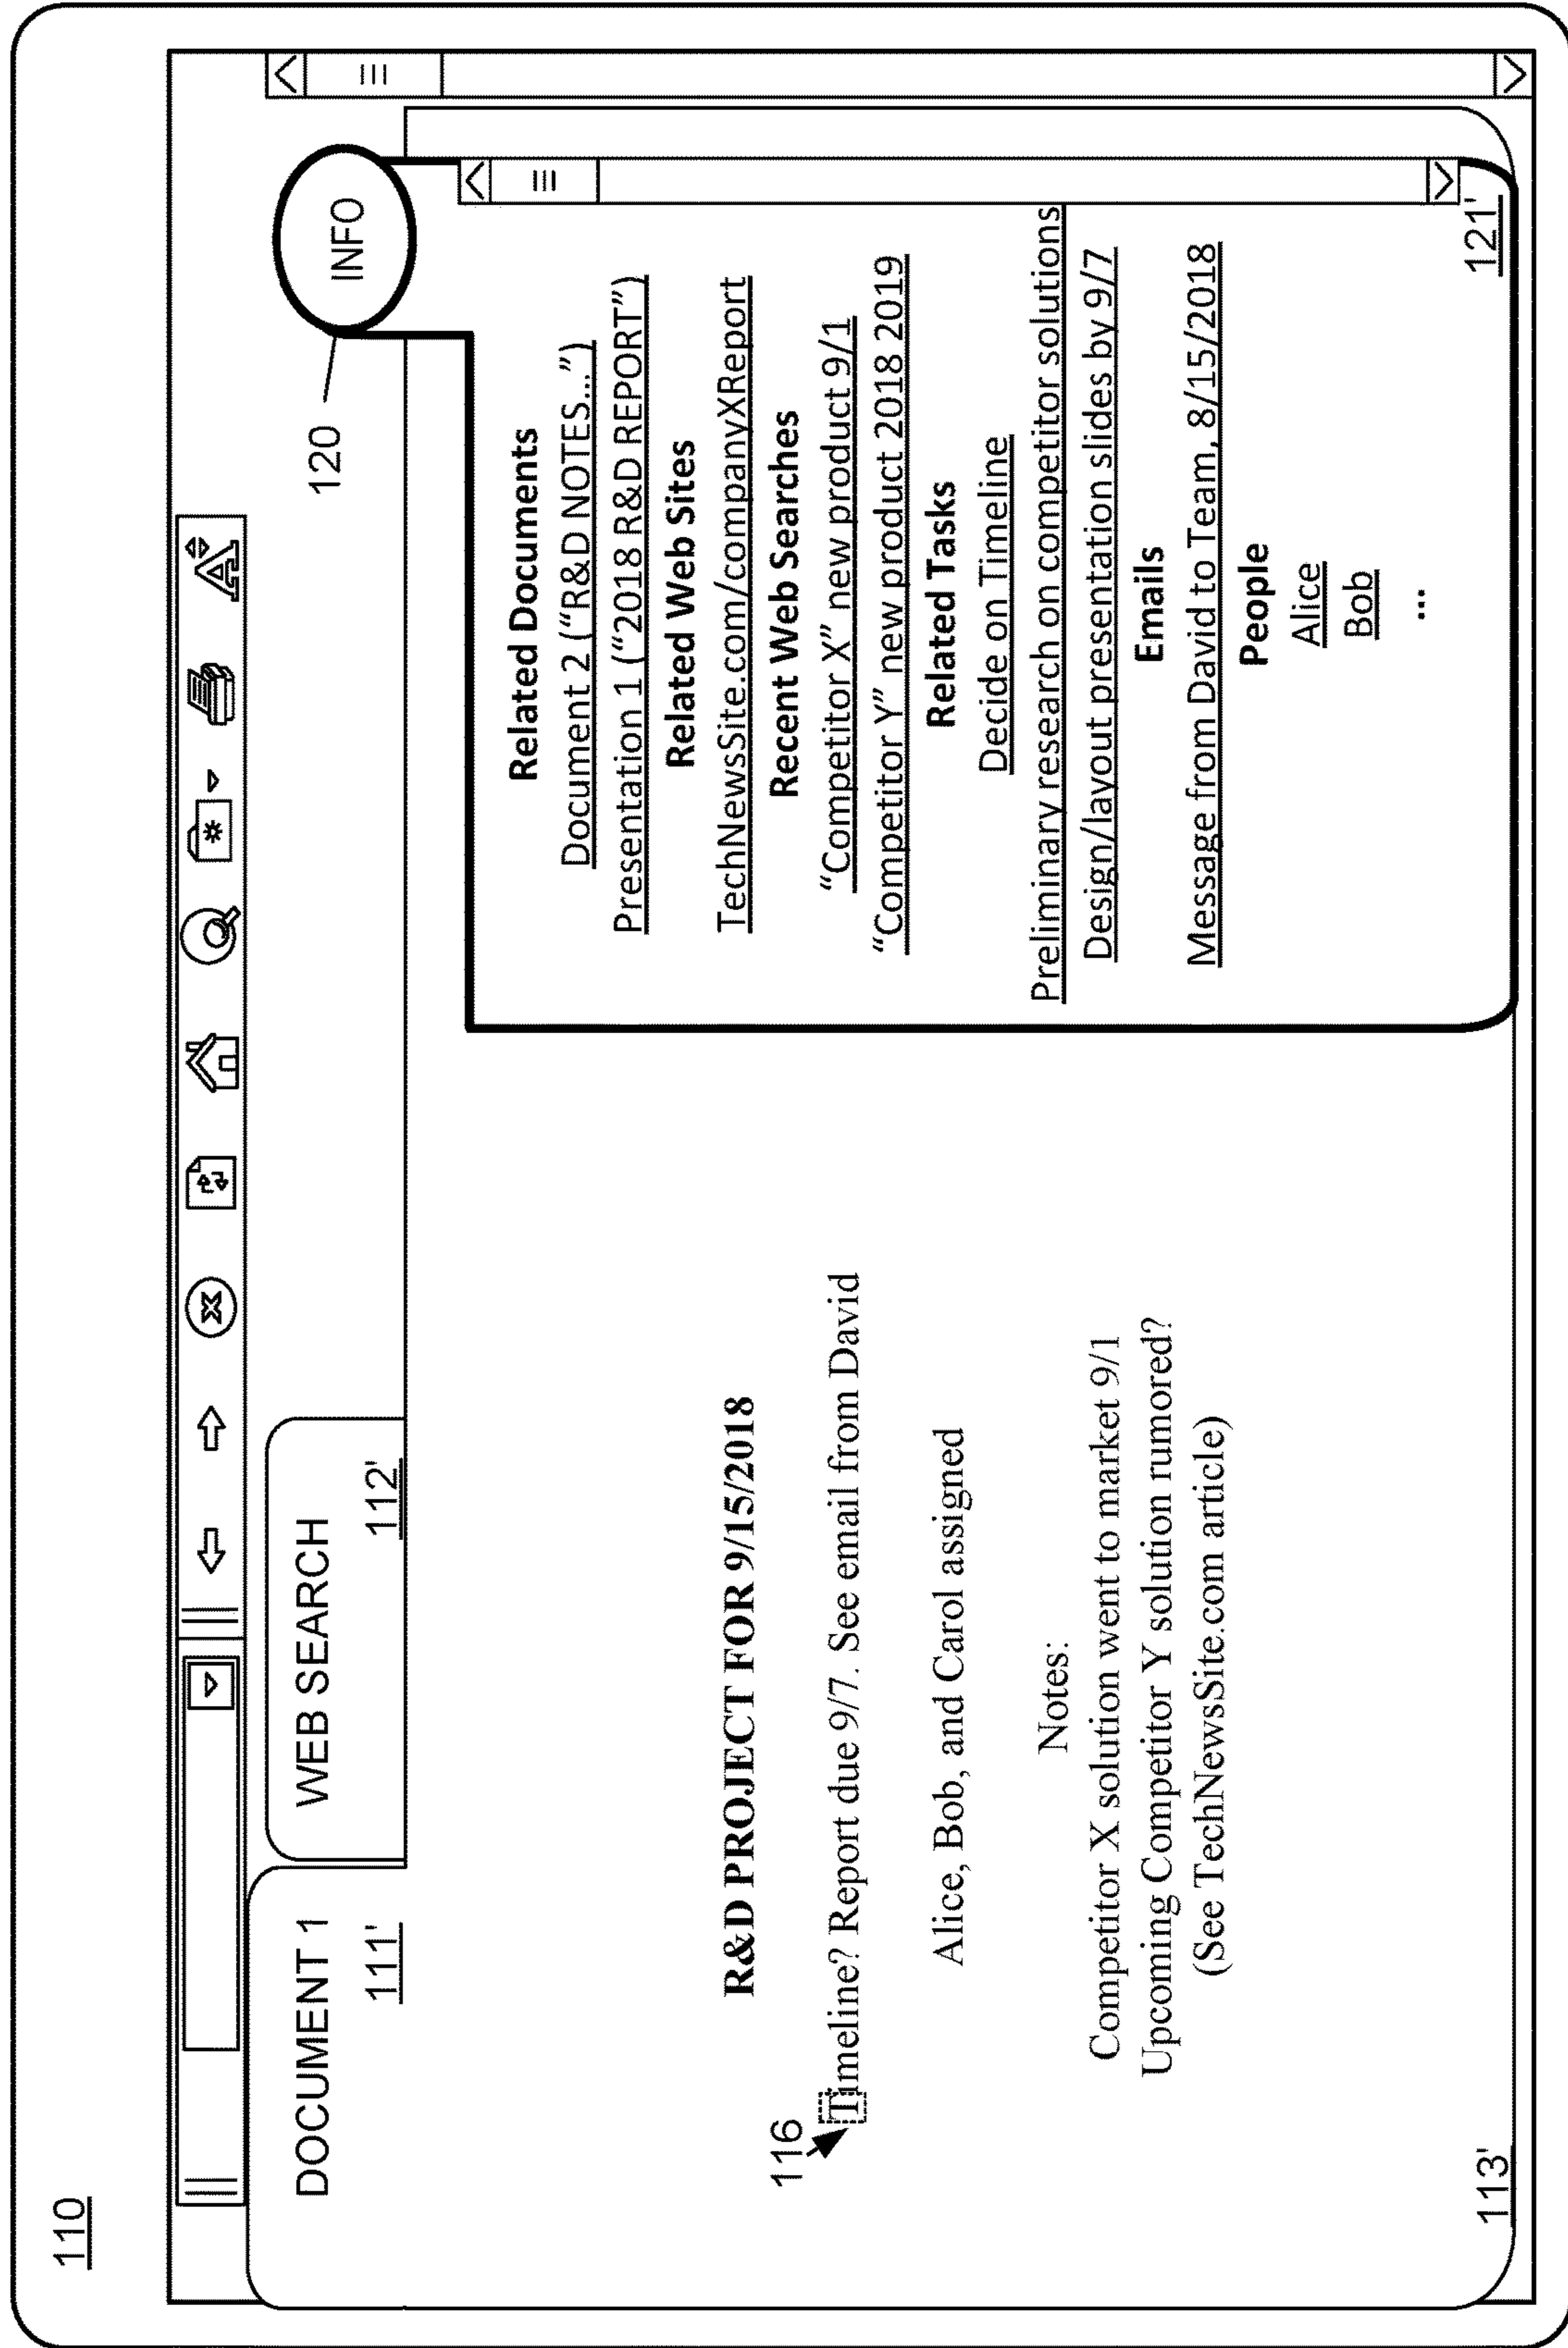 110
DOCUMENT 1
111'
WEB SEARCH
112'
120
INFO
R&D PROJECT FOR 9/15/2018
116
Timeline? Report due 9/7. See email from David
Alice, Bob, and Carol assigned
Notes:
Competitor X solution went to market 9/1
Upcoming Competitor Y solution rumored?
(See TechNewsSite.com article)
113'
Related Documents
Document 2 (“R&D NOTES...”)
Presentation 1 (“2018 R&D REPORT”)
Related Web Sites
TechNewsSite.com/companyXReport
Recent Web Searches
“Competitor X” new product 9/1
“Competitor Y” new product 2018 2019
Related Tasks
Decide on Timeline
Preliminary research on competitor solutions
Design/layout presentation slides by 9/7
Emails
Message from David to Team, 8/15/2018
People
Alice
Bob
...
121'